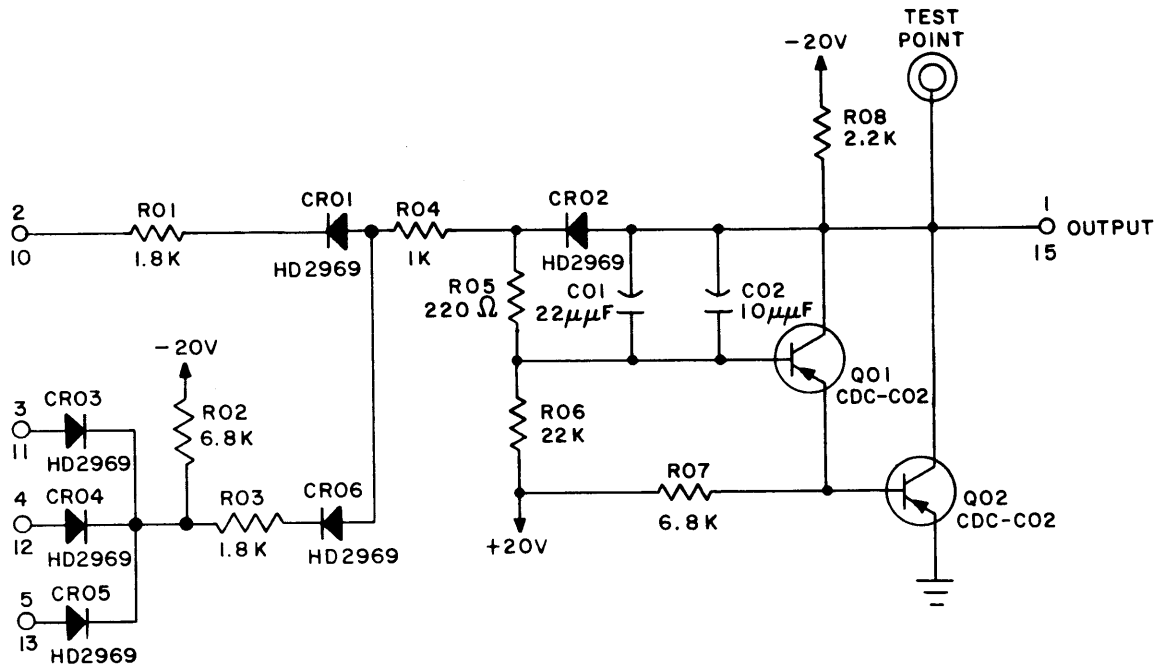 TEST
POINT
-20V
R08
2.2K
2
10
R01
1.8K
CR01
HD2969
R04
1K
CR02
HD2969
1
15
OUTPUT
R05
220Ω
C01
22μμF
C02
10μμF
-20V
R02
6.8K
Q01
CDC-C02
3
11
CR03
HD2969
R06
22K
4
12
CR04
HD2969
R03
1.8K
CR06
HD2969
R07
6.8K
Q02
CDC-C02
+20V
5
13
CR05
HD2969